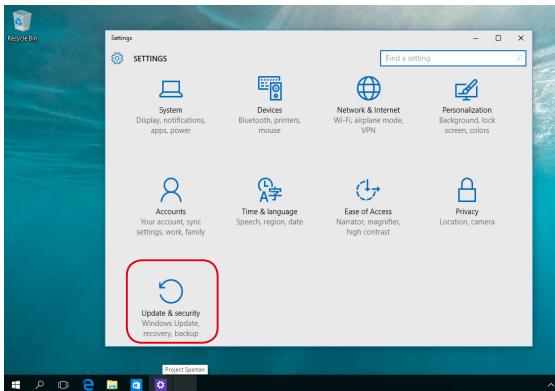 Recycle Bin
Settings
SETTINGS
Find a setting
System
Display, notifications,
apps, power
Devices
Bluetooth, printers,
mouse
Network & Internet
Wi-Fi, airplane mode,
VPN
Personalization
Background, lock
screen, colors
Accounts
Your account, sync
settings, work, family
Time & language
Speech, region, date
Ease of Access
Narrator, magnifier,
high contrast
Privacy
Location, camera
Update & security
Windows Update,
recovery, backup
Project Spartan